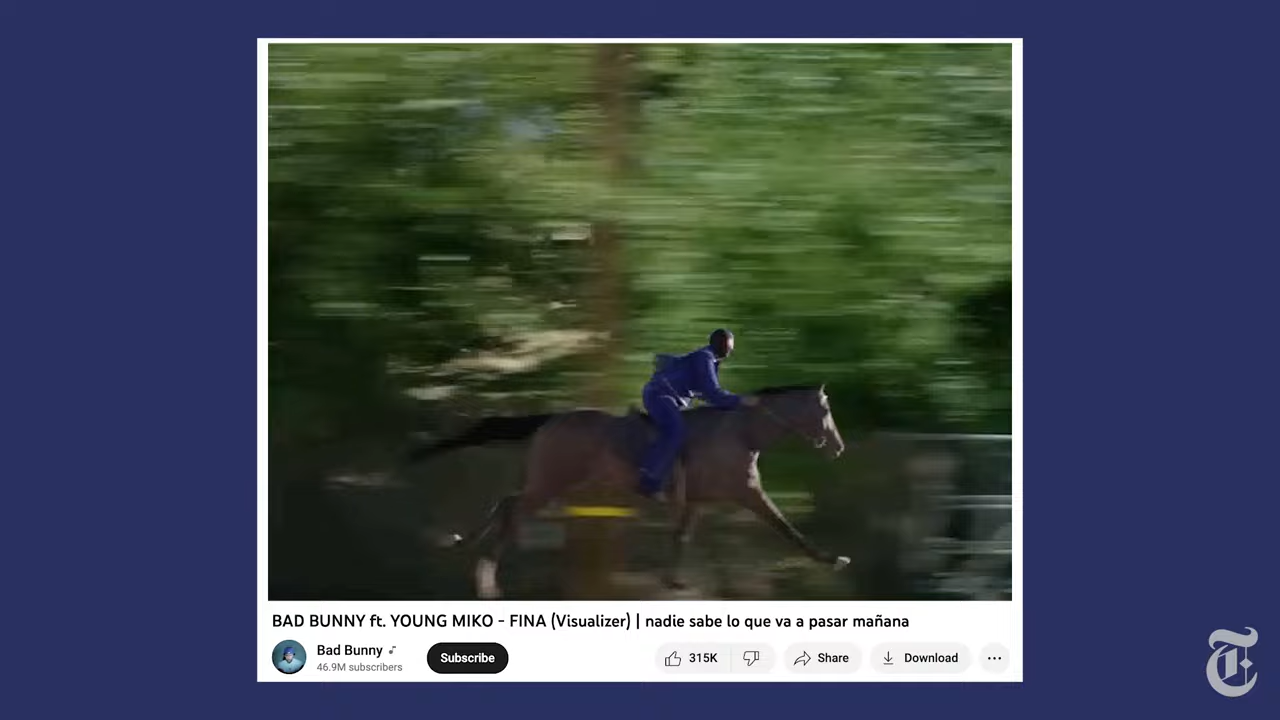 BAD BUNNY ft. YOUNG MIKO - FINA (Visualizer) | nadie sabe lo que va a pasar mañana
Bad Bunny
46.9M subscribers
Subscribe
315K
Share
Download
T